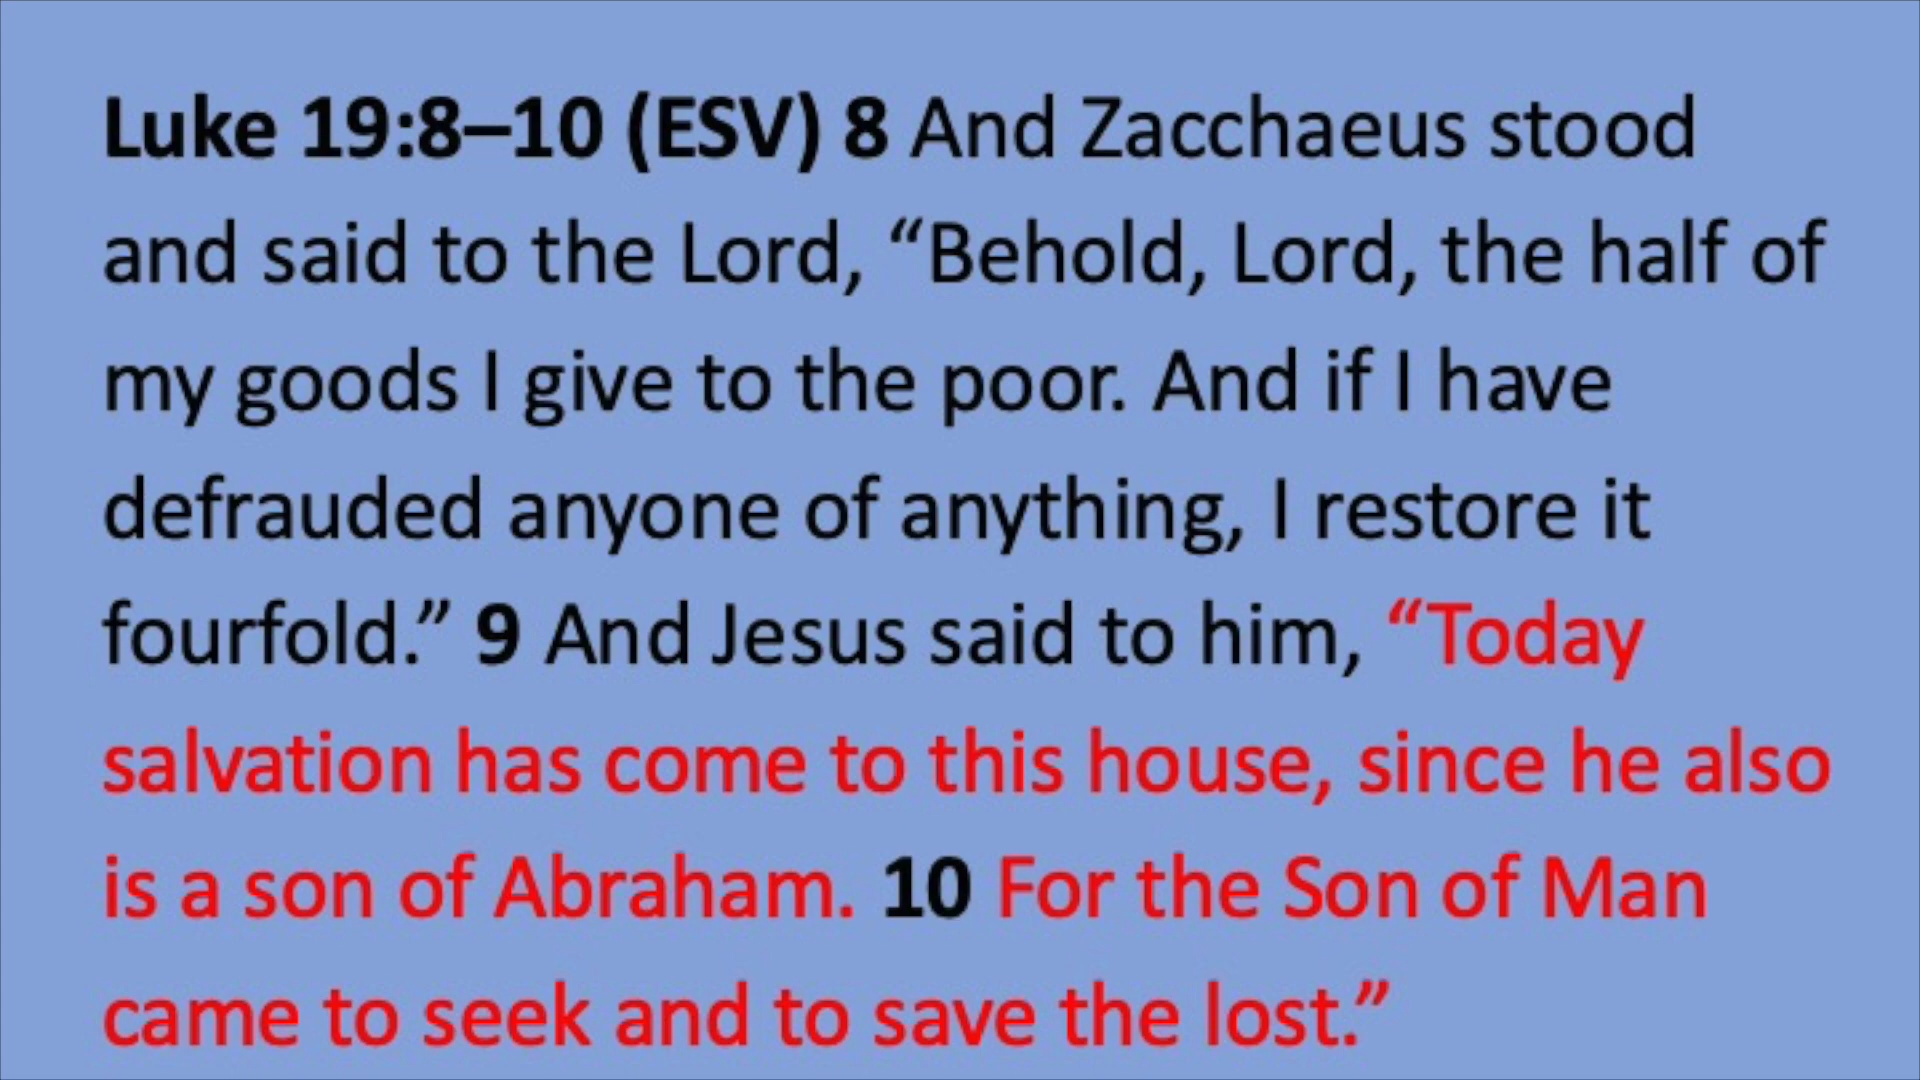 Luke 19:8–10 (ESV) 8 And Zacchaeus stood
and said to the Lord, “Behold, Lord, the half of
my goods I give to the poor. And if I have
defrauded anyone of anything, I restore it
fourfold.” 9 And Jesus said to him, “Today
salvation has come to this house, since he also
is a son of Abraham. 10 For the Son of Man
came to seek and to save the lost.”